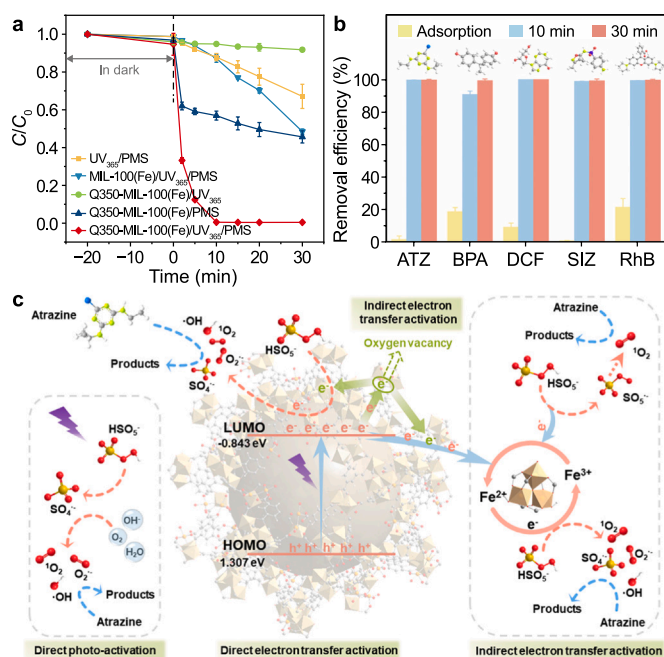 a
C/C0
1.0
0.8
0.6
0.4
0.2
0.0
In dark
UV365/PMS
MIL-100(Fe)/UV365/PMS
Q350-MIL-100(Fe)/UV365
Q350-MIL-100(Fe)/PMS
Q350-MIL-100(Fe)/UV365/PMS
−20 −10 0 10 20 30
Time (min)
b
Adsorption 10 min 30 min
Removal efficiency (%)
100
80
60
40
20
0
ATZ BPA DCF SIZ RhB
c
Atrazine
Products
·OH
¹O₂
O₂·⁻
SO₄·⁻
HSO₅⁻
Indirect electron
transfer activation
Oxygen vacancy
e⁻
e⁻
e⁻
e⁻
e⁻
e⁻
LUMO
-0.843 eV
e⁻ e⁻ e⁻ e⁻ e⁻
HOMO
1.307 eV
h⁺ h⁺ h⁺ h⁺ h⁺
Direct electron transfer activation
HSO₅⁻
SO₄·⁻
OH⁻
O₂
H₂O
¹O₂
O₂·⁻
·OH
Products
Atrazine
Direct photo-activation
Atrazine
Products
¹O₂
HSO₅⁻
SO₅·⁻
e⁻
Fe³⁺
Fe²⁺
e⁻
HSO₅⁻
¹O₂
SO₄·⁻
O₂·⁻
·OH
Products
Atrazine
Indirect electron transfer activation